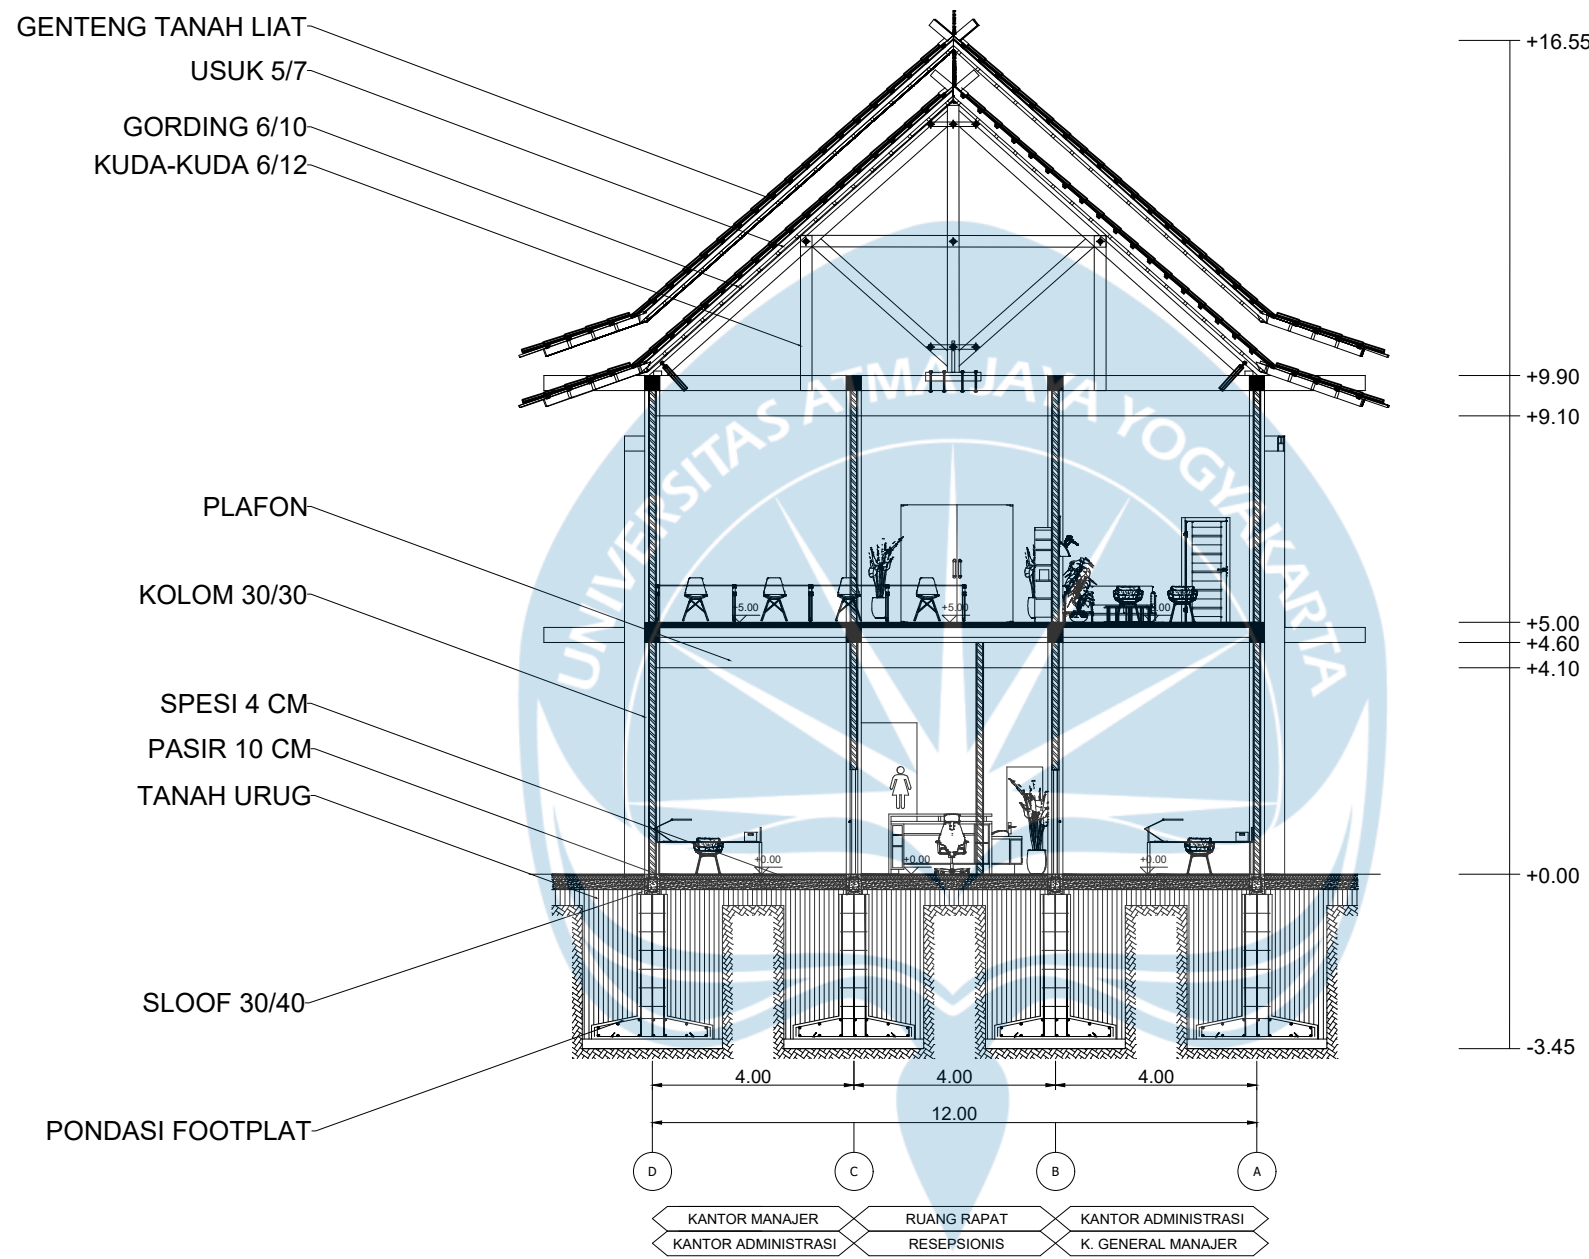 GENTENG TANAH LIAT
USUK 5/7
GORDING 6/10
KUDA-KUDA 6/12
PLAFON
KOLOM 30/30
SPESI 4 CM
PASIR 10 CM
TANAH URUG
SLOOF 30/40
PONDASI FOOTPLAT
UNIVERSITAS ATMA JAYA YOGYAKARTA
+16.55
+9.90
+9.10
+5.00
+4.60
+4.10
+0.00
-3.45
+5.00
+5.00
+0.00
+0.00
+0.00
4.00
4.00
4.00
12.00
D
C
B
A
KANTOR MANAJER
RUANG RAPAT
KANTOR ADMINISTRASI
KANTOR ADMINISTRASI
RESEPSIONIS
K. GENERAL MANAJER